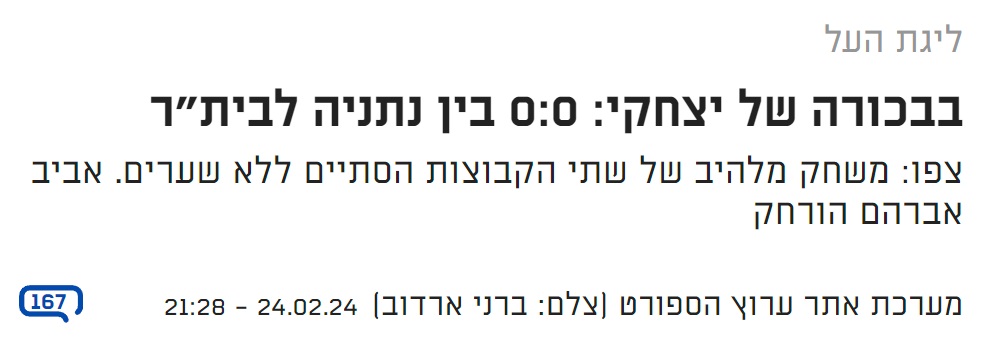 ליגת העל
בבכורה של יצחקי: 0:0 בין נתניה לבית״ר
צפו: משחק מלהיב של שתי הקבוצות הסתיים ללא שערים. אביב
אברהם הורחק
מערכת אתר ערוץ הספורט (צלם: ברני ארדוב) 24.02.24 - 21:28
167